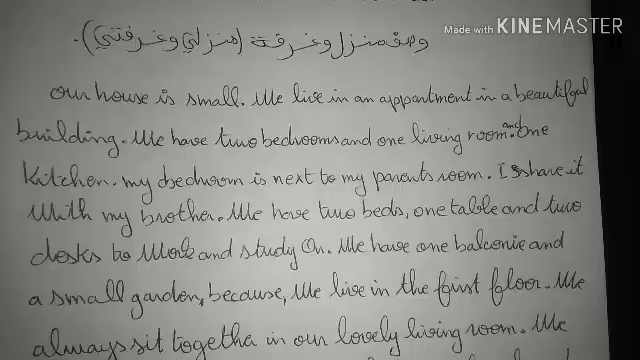 Made with KINEMASTER
وصف منزل وغرفة (منزلي وغرفتي).
Our house is small. We live in an appartment in a beautiful
building. We have two bedrooms and one living room. and One
Kitchen. my bedroom is next to my parents room. I share it
With my brother. We have two beds, one table and two
desks to Work and study On. We have one balconie and
a small garden, because, We live in the first floor. We
always sit togetha in our lovely living room. We